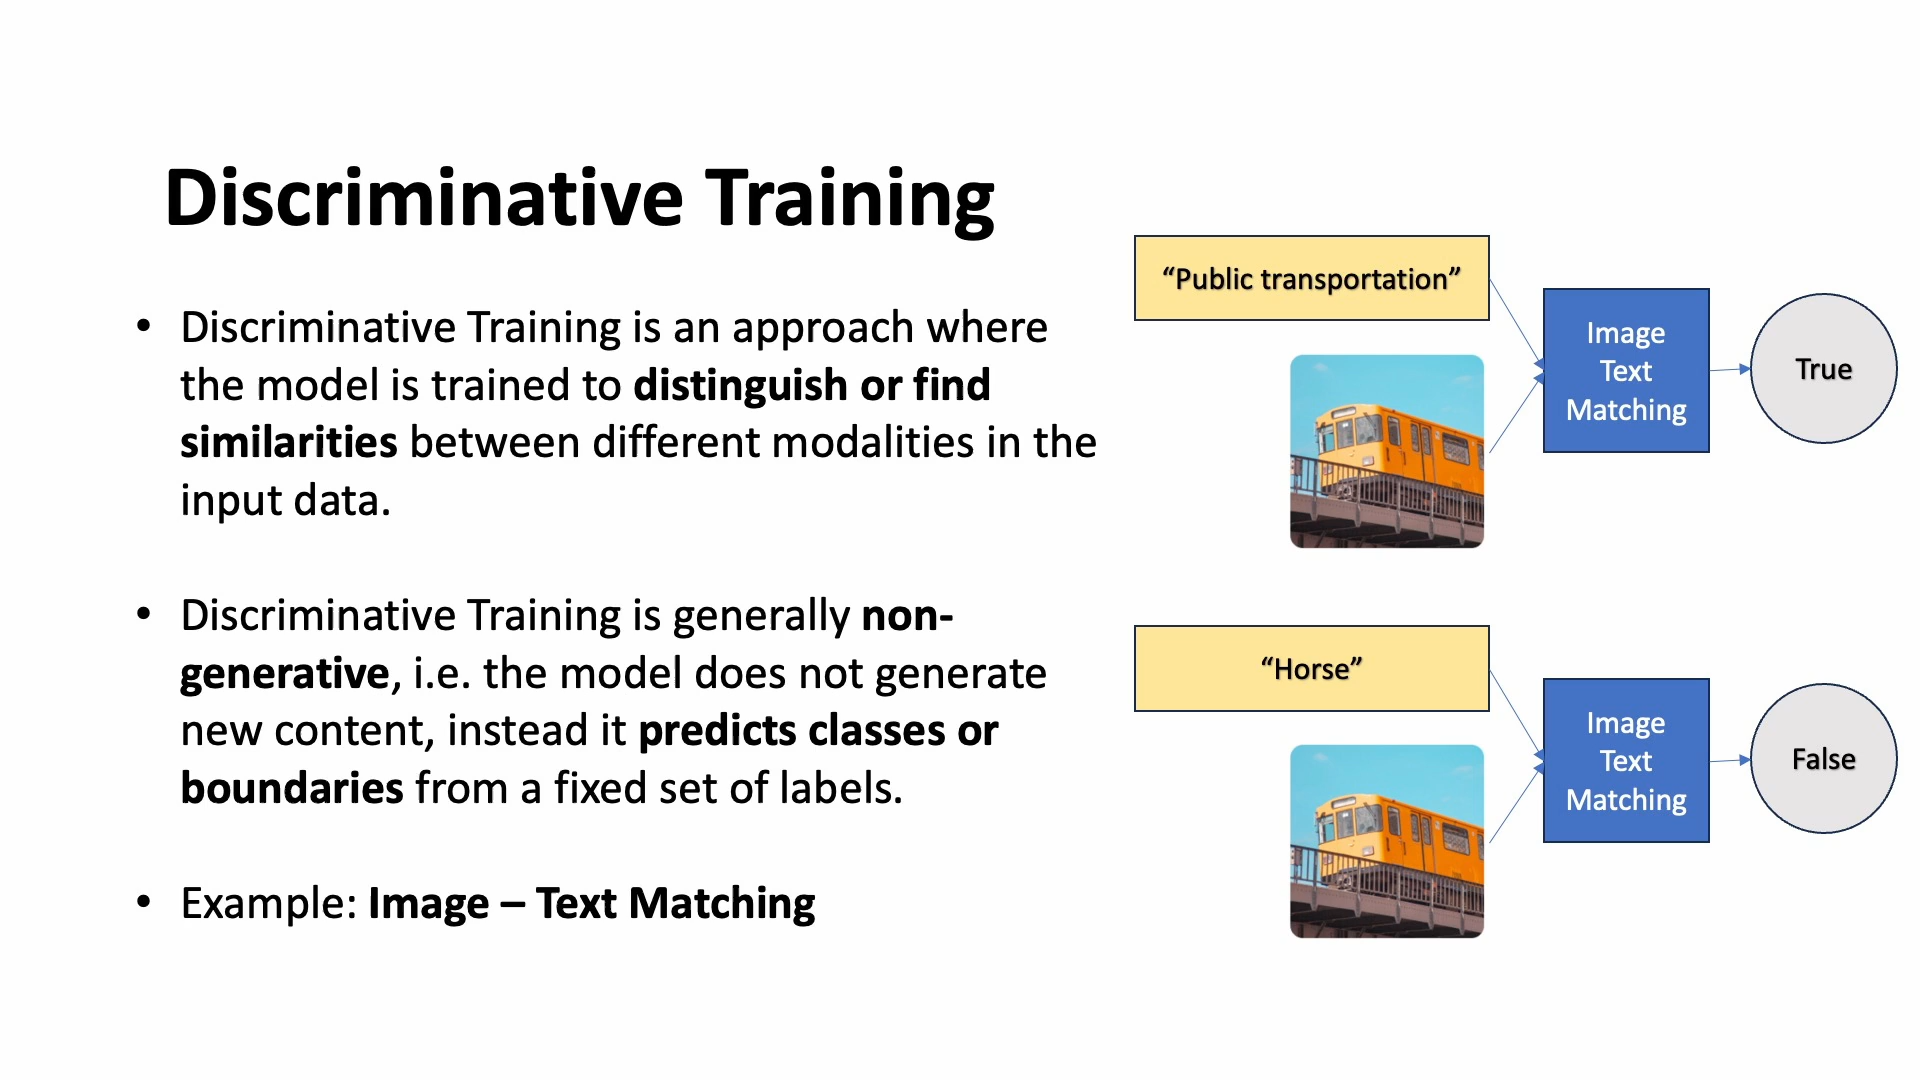 Discriminative Training
• Discriminative Training is an approach where
the model is trained to distinguish or find
similarities between different modalities in the
input data.
• Discriminative Training is generally non-
generative, i.e. the model does not generate
new content, instead it predicts classes or
boundaries from a fixed set of labels.
• Example: Image – Text Matching
“Public transportation”
Image
Text
Matching
True
“Horse”
Image
Text
Matching
False